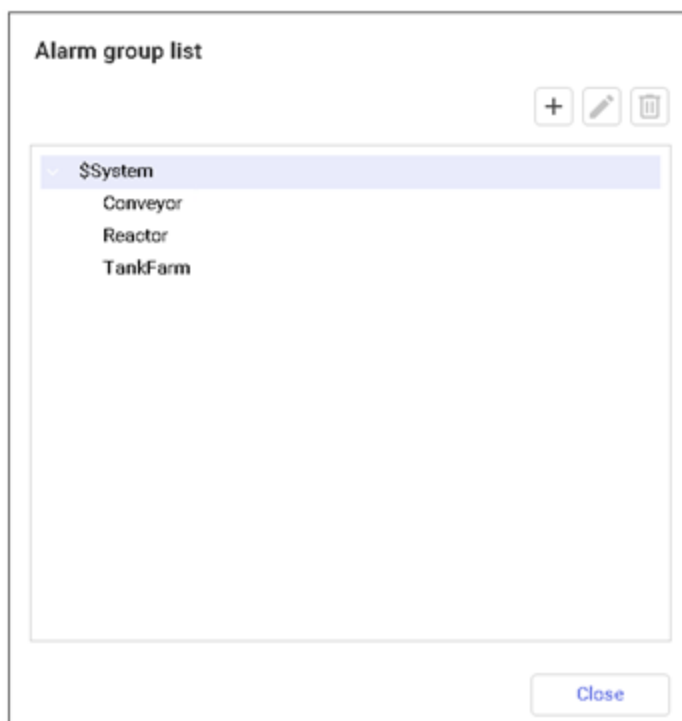 Alarm group list
$System
Conveyor
Reactor
TankFarm
Close